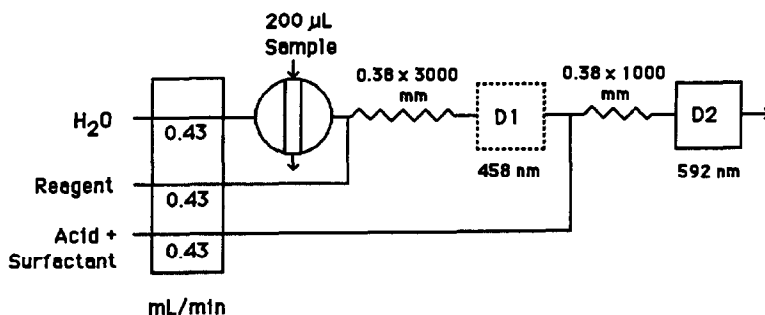 200 µL
Sample
0.38 x 3000
mm
0.38 x 1000
mm
H₂O
0.43
D1
D2
458 nm
592 nm
Reagent
0.43
Acid +
Surfactant
0.43
mL/min